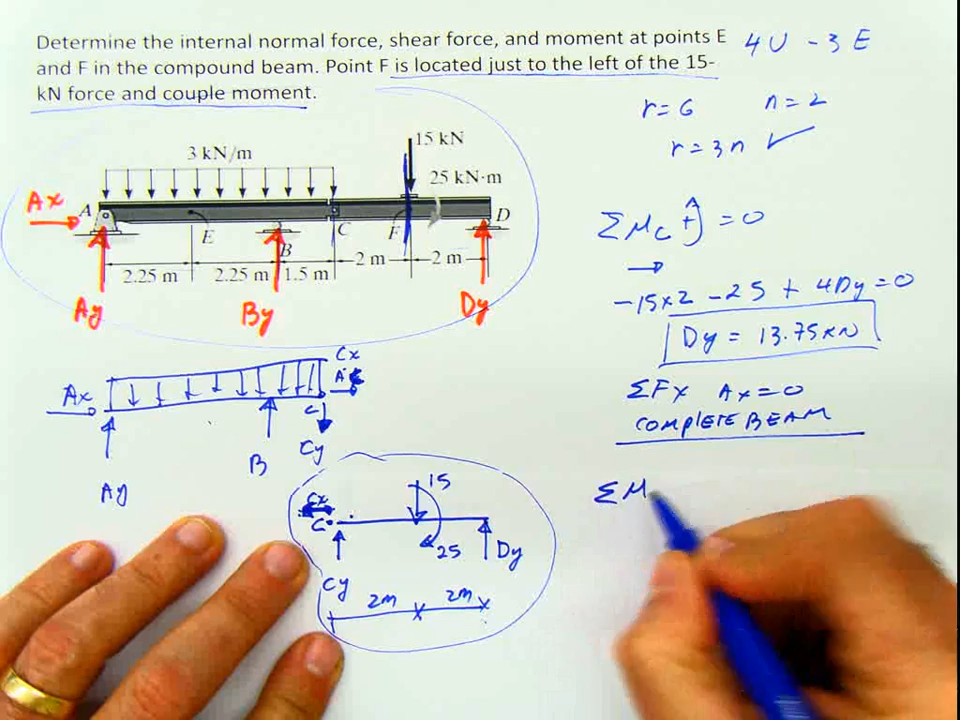 Determine the internal normal force, shear force, and moment at points E
and F in the compound beam. Point F is located just to the left of the 15-
kN force and couple moment.
4U - 3E
r = 6 n = 2
r = 3n ✓
3 kN/m
15 kN
25 kN·m
Ax
A
E
B
C
F
D
2.25 m
2.25 m
1.5 m
2 m
2 m
Ay
By
Dy
ΣMC + = 0
-15x2 -25 + 4Dy = 0
Dy = 13.75KN
ΣFx Ax = 0
COMPLETE BEAM
ΣM
Ax
Cx
C
Cy
Ay
B
15
Cx
C
25
Dy
Cy
2m
2m